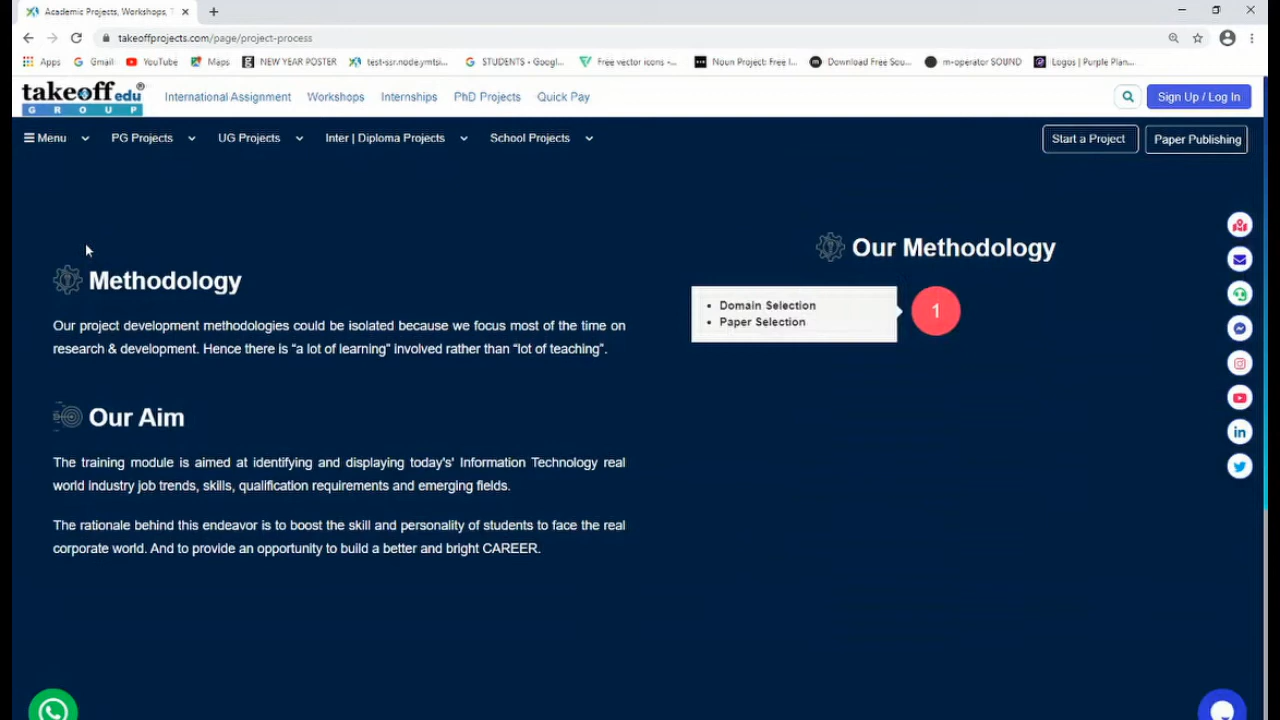 Academic Projects, Workshops, T
takeoffprojects.com/page/project-process
Apps Gmail YouTube Maps NEW YEAR POSTER test-ssr.node.ymtsi... STUDENTS - Googl... Free vector icons -... Noun Project: Free I... Download Free Sou... m-operator SOUND Logos | Purple Plan...
takeoff edu ®
GROUP
International Assignment Workshops Internships PhD Projects Quick Pay Sign Up / Log In
Menu PG Projects UG Projects Inter | Diploma Projects School Projects Start a Project Paper Publishing
Methodology
Our project development methodologies could be isolated because we focus most of the time on
research & development. Hence there is “a lot of learning” involved rather than “lot of teaching”.
Our Aim
The training module is aimed at identifying and displaying today's' Information Technology real
world industry job trends, skills, qualification requirements and emerging fields.
The rationale behind this endeavor is to boost the skill and personality of students to face the real
corporate world. And to provide an opportunity to build a better and bright CAREER.
Our Methodology
• Domain Selection
• Paper Selection
1